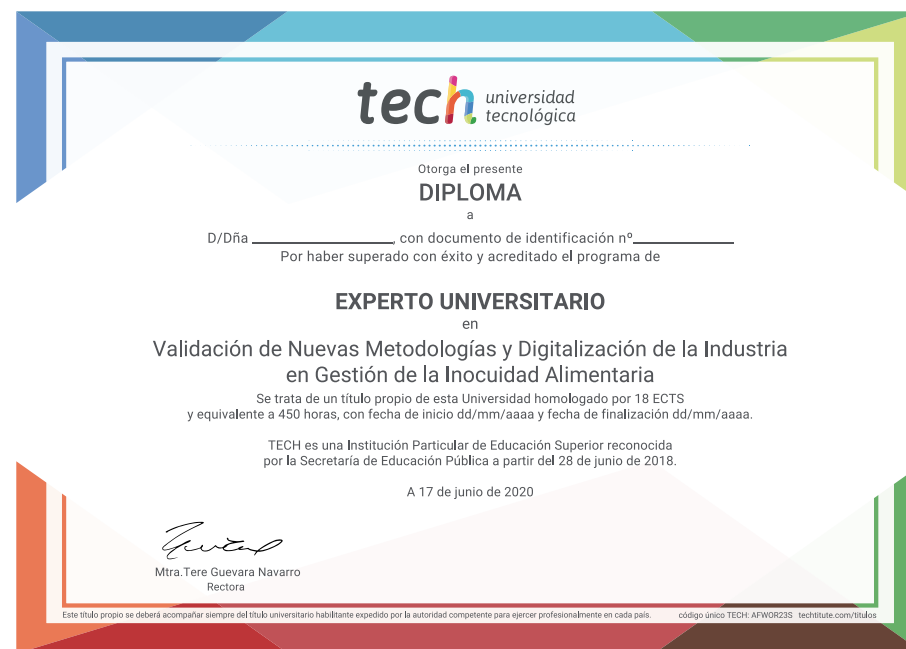 tech universidad
tecnológica
Otorga el presente
DIPLOMA
a
D/Dña ____________________, con documento de identificación nº______________
Por haber superado con éxito y acreditado el programa de
EXPERTO UNIVERSITARIO
en
Validación de Nuevas Metodologías y Digitalización de la Industria
en Gestión de la Inocuidad Alimentaria
Se trata de un título propio de esta Universidad homologado por 18 ECTS
y equivalente a 450 horas, con fecha de inicio dd/mm/aaaa y fecha de finalización dd/mm/aaaa.
TECH es una Institución Particular de Educación Superior reconocida
por la Secretaría de Educación Pública a partir del 28 de junio de 2018.
A 17 de junio de 2020
Mtra.Tere Guevara Navarro
Rectora
Este título propio se deberá acompañar siempre del título universitario habilitante expedido por la autoridad competente para ejercer profesionalmente en cada país. código único TECH: AFWOR23S techtitute.com/titulos